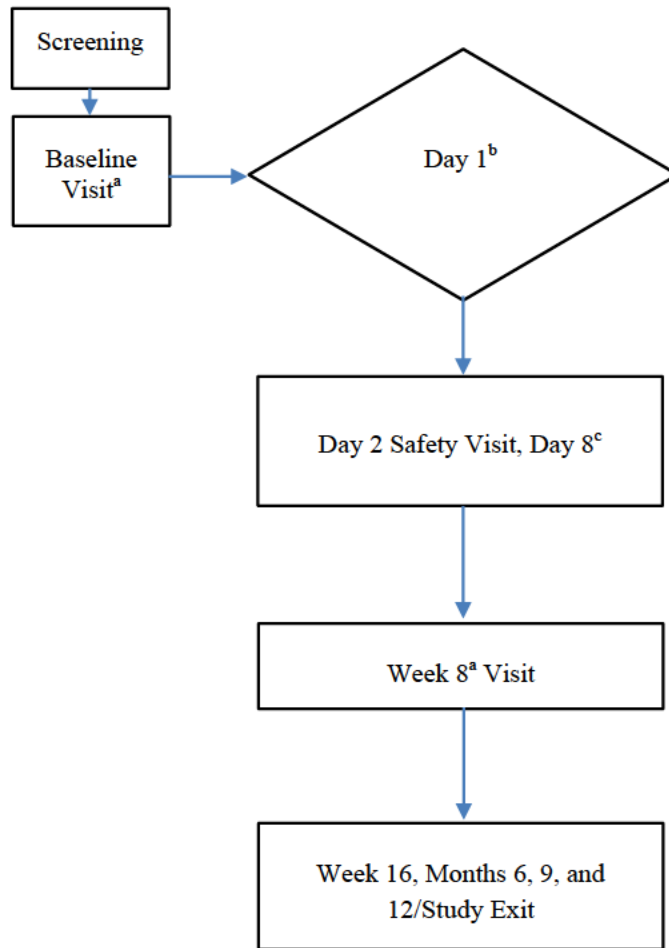 Screening
Baseline
Visitᵃ
Day 1ᵇ
Day 2 Safety Visit, Day 8ᶜ
Week 8ᵃ Visit
Week 16, Months 6, 9, and
12/Study Exit